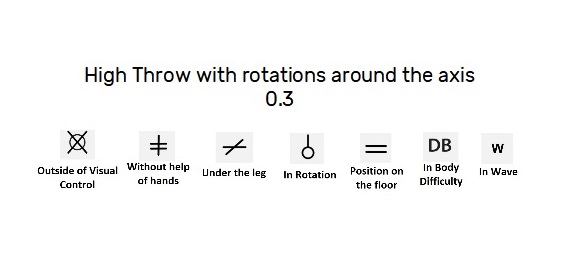 High Throw with rotations around the axis
0.3
DB
W
Outside of Visual Control
Without help of hands
Under the leg
In Rotation
Position on the floor
In Body Difficulty
In Wave